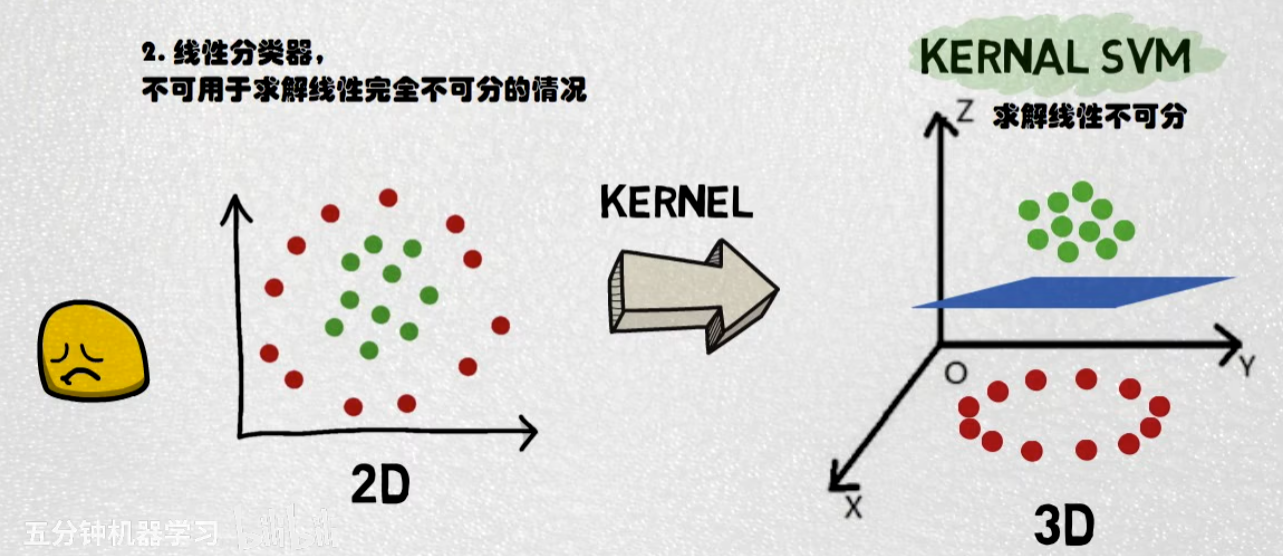 2. 线性分类器，
不可用于求解线性完全不可分的情况
KERNAL SVM
求解线性不可分
Z
KERNEL
O
Y
X
2D
3D
五分钟机器学习